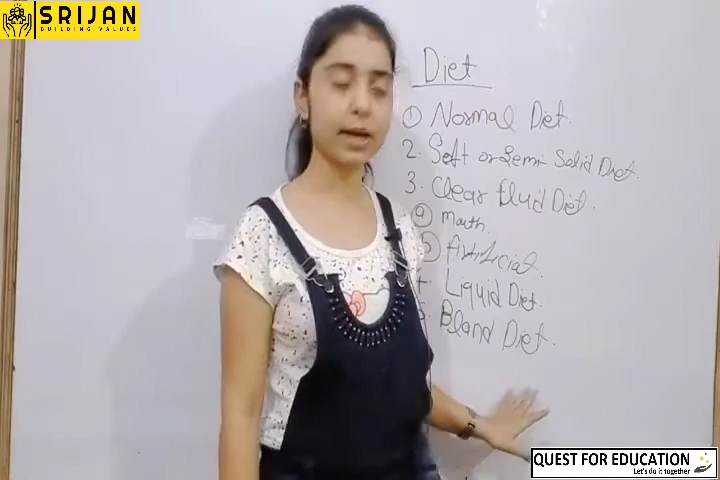 SRIJAN
BUILDING VALUES
Diet
① Normal Diet.
2. Soft or Semi Solid Diet.
3. Clear fluid Diet.
ⓐ mouth.
ⓑ Artificial.
4. Liquid Diet.
5. Bland Diet.
QUEST FOR EDUCATION
Let's do it together